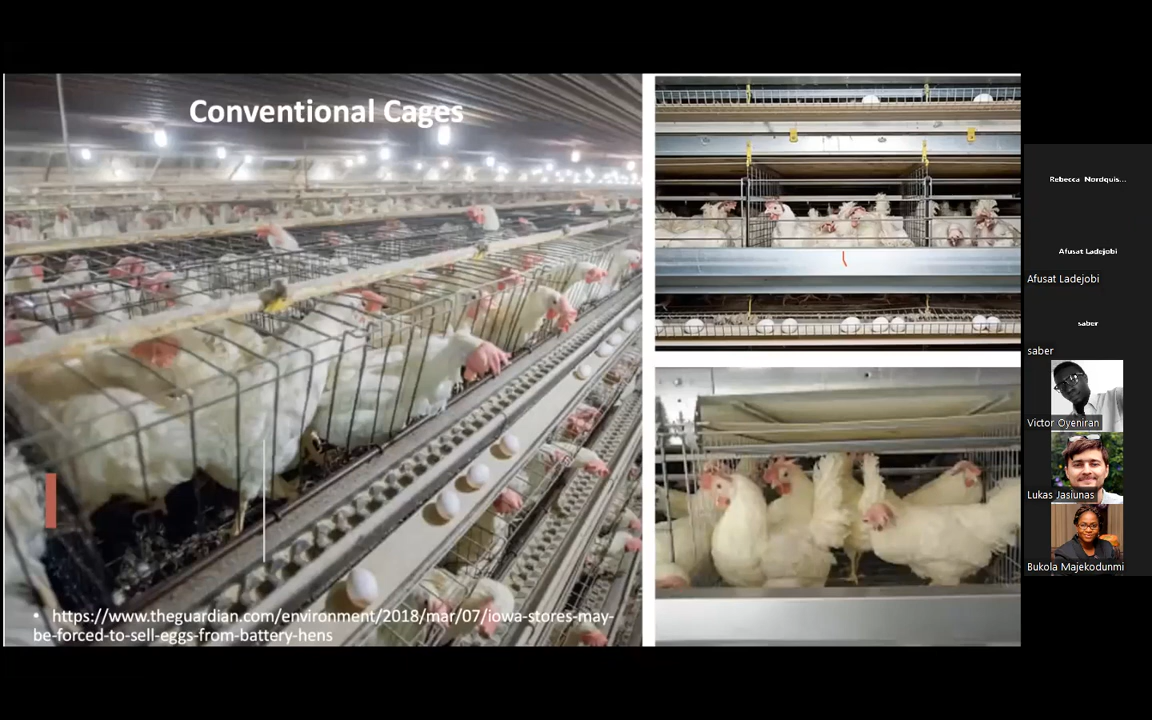 Conventional Cages
• https://www.theguardian.com/environment/2018/mar/07/iowa-stores-may-
be-forced-to-sell-eggs-from-battery-hens
Rebecca Nordquis...
Afusat Ladejobi
Afusat Ladejobi
saber
saber
Victor Oyeniran
Lukas Jasiunas
Bukola Majekodunmi